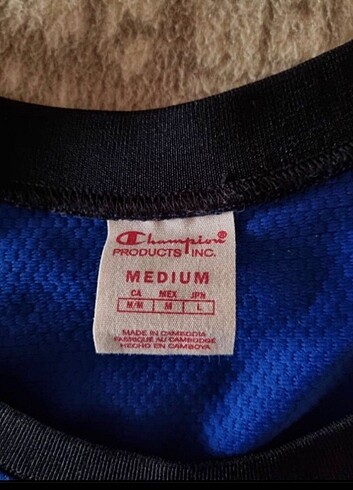 Champion
PRODUCTS INC.
MEDIUM
CA MEX JPN
M/M M L
MADE IN CAMBODIA
FABRIQUÉ AU CAMBODGE
HECHO EN CAMBOYA